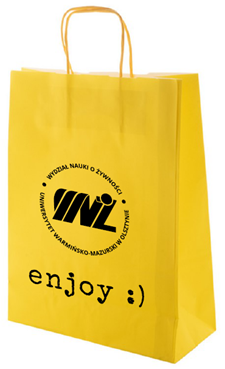 WYDZIAŁ NAUKI O ŻYWNOŚCI
WNŻ
UNIWERSYTET WARMIŃSKO-MAZURSKI W OLSZTYNIE
enjoy :)